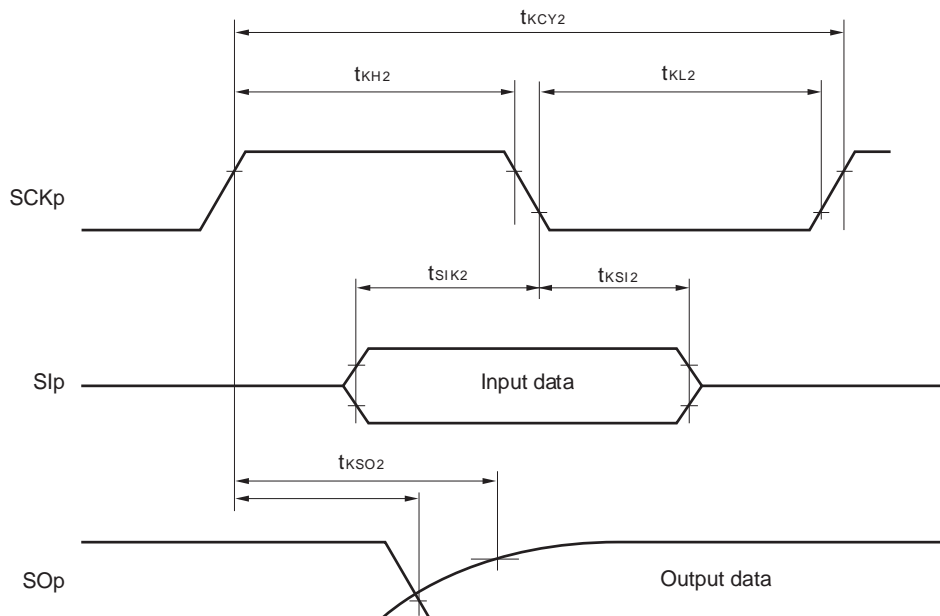 tKCY2
tKH2
tKL2
SCKp
tSIK2
tKSI2
SIp
Input data
tKSO2
SOp
Output data